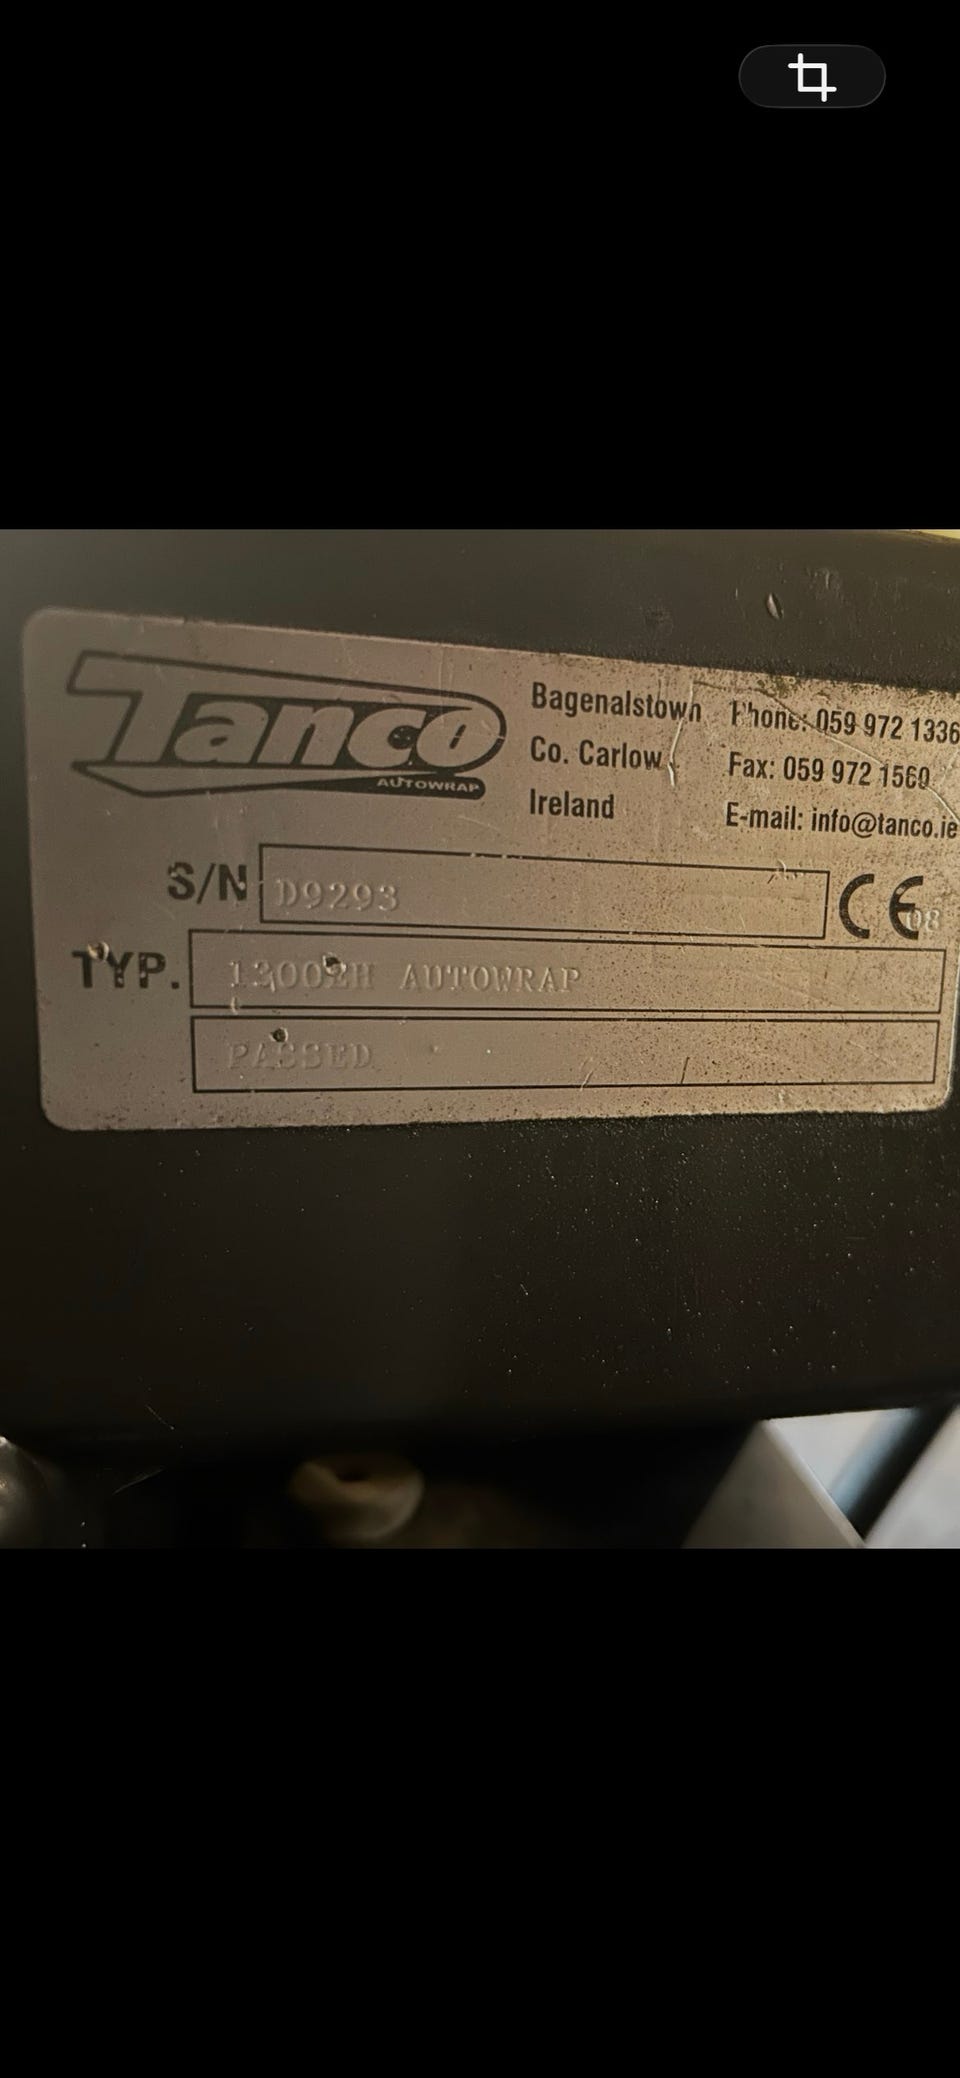 Tanco
AUTOWRAP
Bagenalstown
Co. Carlow
Ireland
Phone: 059 972 1336
Fax: 059 972 1560
E-mail: info@tanco.ie
S/N D9293
CE 08
TYP. 13002H AUTOWRAP
PASSED